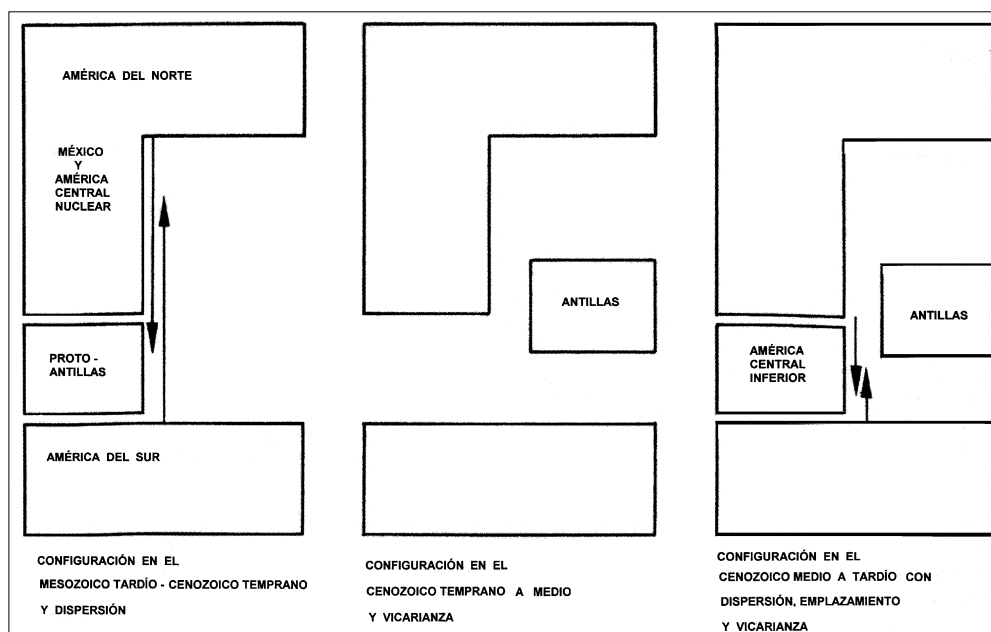 AMÉRICA DEL NORTE
MÉXICO
Y
AMÉRICA
CENTRAL
NUCLEAR
PROTO -
ANTILLAS
AMÉRICA DEL SUR
CONFIGURACIÓN EN EL
MESOZOICO TARDÍO - CENOZOICO TEMPRANO
Y DISPERSIÓN
ANTILLAS
CONFIGURACIÓN EN EL
CENOZOICO TEMPRANO A MEDIO
Y VICARIANZA
ANTILLAS
AMÉRICA
CENTRAL
INFERIOR
CONFIGURACIÓN EN EL
CENOZOICO MEDIO A TARDÍO CON
DISPERSIÓN, EMPLAZAMIENTO
Y VICARIANZA